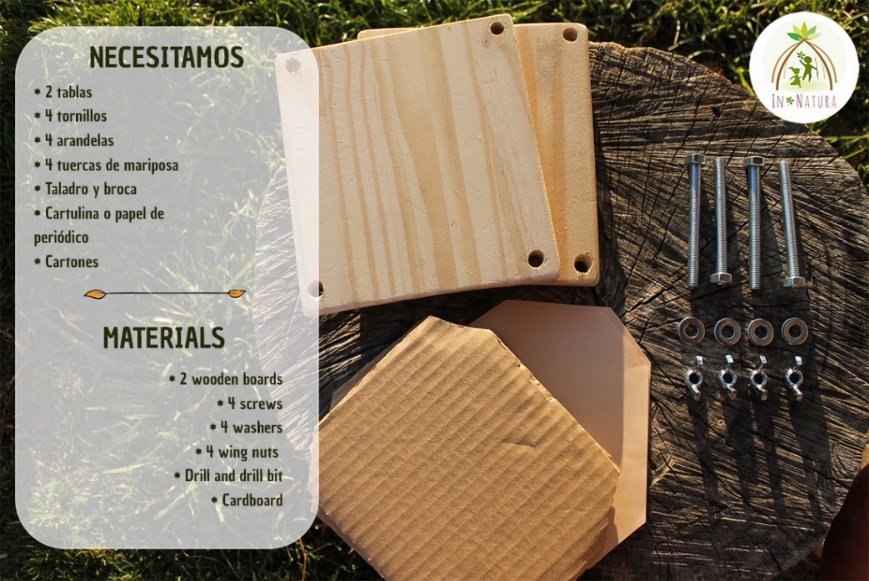 NECESITAMOS
• 2 tablas
• 4 tornillos
• 4 arandelas
• 4 tuercas de mariposa
• Taladro y broca
• Cartulina o papel de
periódico
• Cartones
MATERIALS
• 2 wooden boards
• 4 screws
• 4 washers
• 4 wing nuts
• Drill and drill bit
• Cardboard
IN NATURA